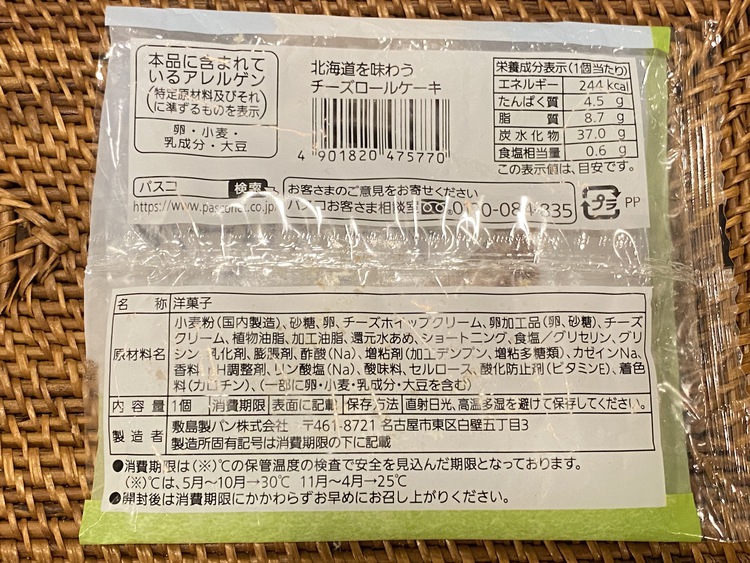 本品に含まれて
いるアレルゲン
(特定原材料及びそれ
に準ずるものを表示)
卵・小麦・
乳成分・大豆
北海道を味わう
チーズロールケーキ
4 901820 475770
栄養成分表示(1個当たり)
エネルギー 244 kcal
たんぱく質 4.5 g
脂質 8.7 g
炭水化物 37.0 g
食塩相当量 0.6 g
この表示値は、目安です。
パスコ 検索
https://www.pasconet.co.jp/
お客さまのご意見をお寄せください
パスコお客さま相談室
プラ PP
名称 洋菓子
原材料名 小麦粉(国内製造)、砂糖、卵、チーズホイップクリーム、卵加工品(卵、砂糖)、チーズ
クリーム、植物油脂、加工油脂、還元水あめ、ショートニング、食塩/グリセリン、グリ
シン、乳化剤、膨脹剤、酢酸(Na)、増粘剤(加工デンプン、増粘多糖類)、カゼインNa、
香料、pH調整剤、リン酸塩(Na)、酸味料、セルロース、酸化防止剤(ビタミンE)、着色
料(カロチン)、(一部に卵・小麦・乳成分・大豆を含む)
内容量 1個 消費期限 表面に記載 保存方法 直射日光、高温多湿を避けて保存してください。
製造者 敷島製パン株式会社 〒461-8721 名古屋市東区白壁五丁目3
製造所固有記号は消費期限の下に記載
●消費期限は(※)℃の保管温度の検査で安全を見込んだ期限となっております。
(※)℃は、5月〜10月→30℃ 11月〜4月→25℃
●開封後は消費期限にかかわらずお早めにお召し上がりください。